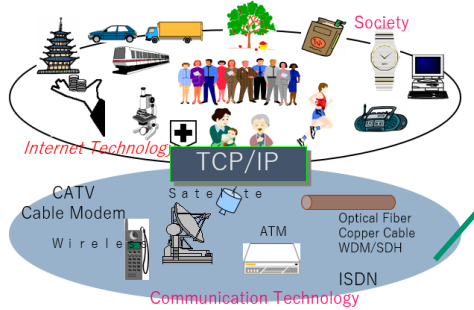 Society
Internet Technology
TCP/IP
CATV
Cable Modem
Satellite
Wireless
ATM
Optical Fiber
Copper Cable
WDM/SDH
ISDN
Communication Technology